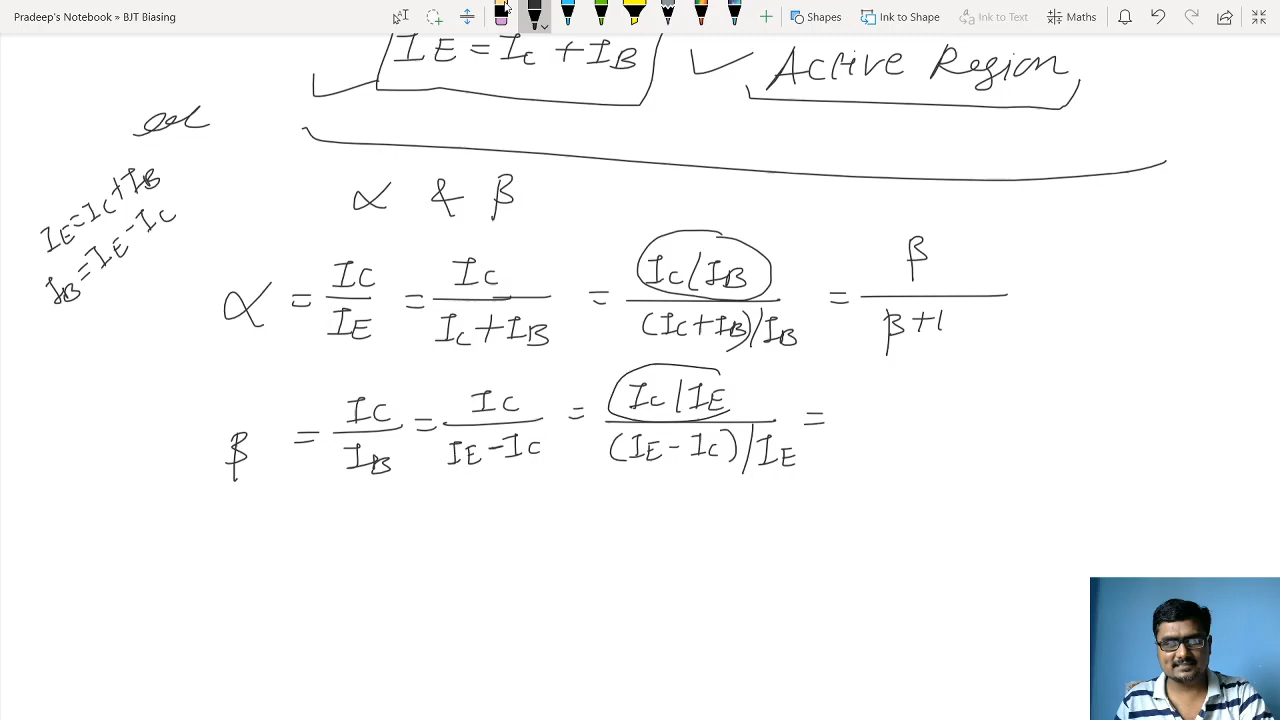 Pradeep's Notebook » BJT Biasing
Shapes Ink to Shape Ink to Text Maths
IE = IC + IB Active Region
IE = IC + IB
IB = IE - IC
α & β
α = IC/IE = IC/(IC+IB) = (IC/IB)/((IC+IB)/IB) = β/(β+1)
β = IC/IB = IC/(IE-IC) = (IC/IE)/((IE-IC)/IE) =